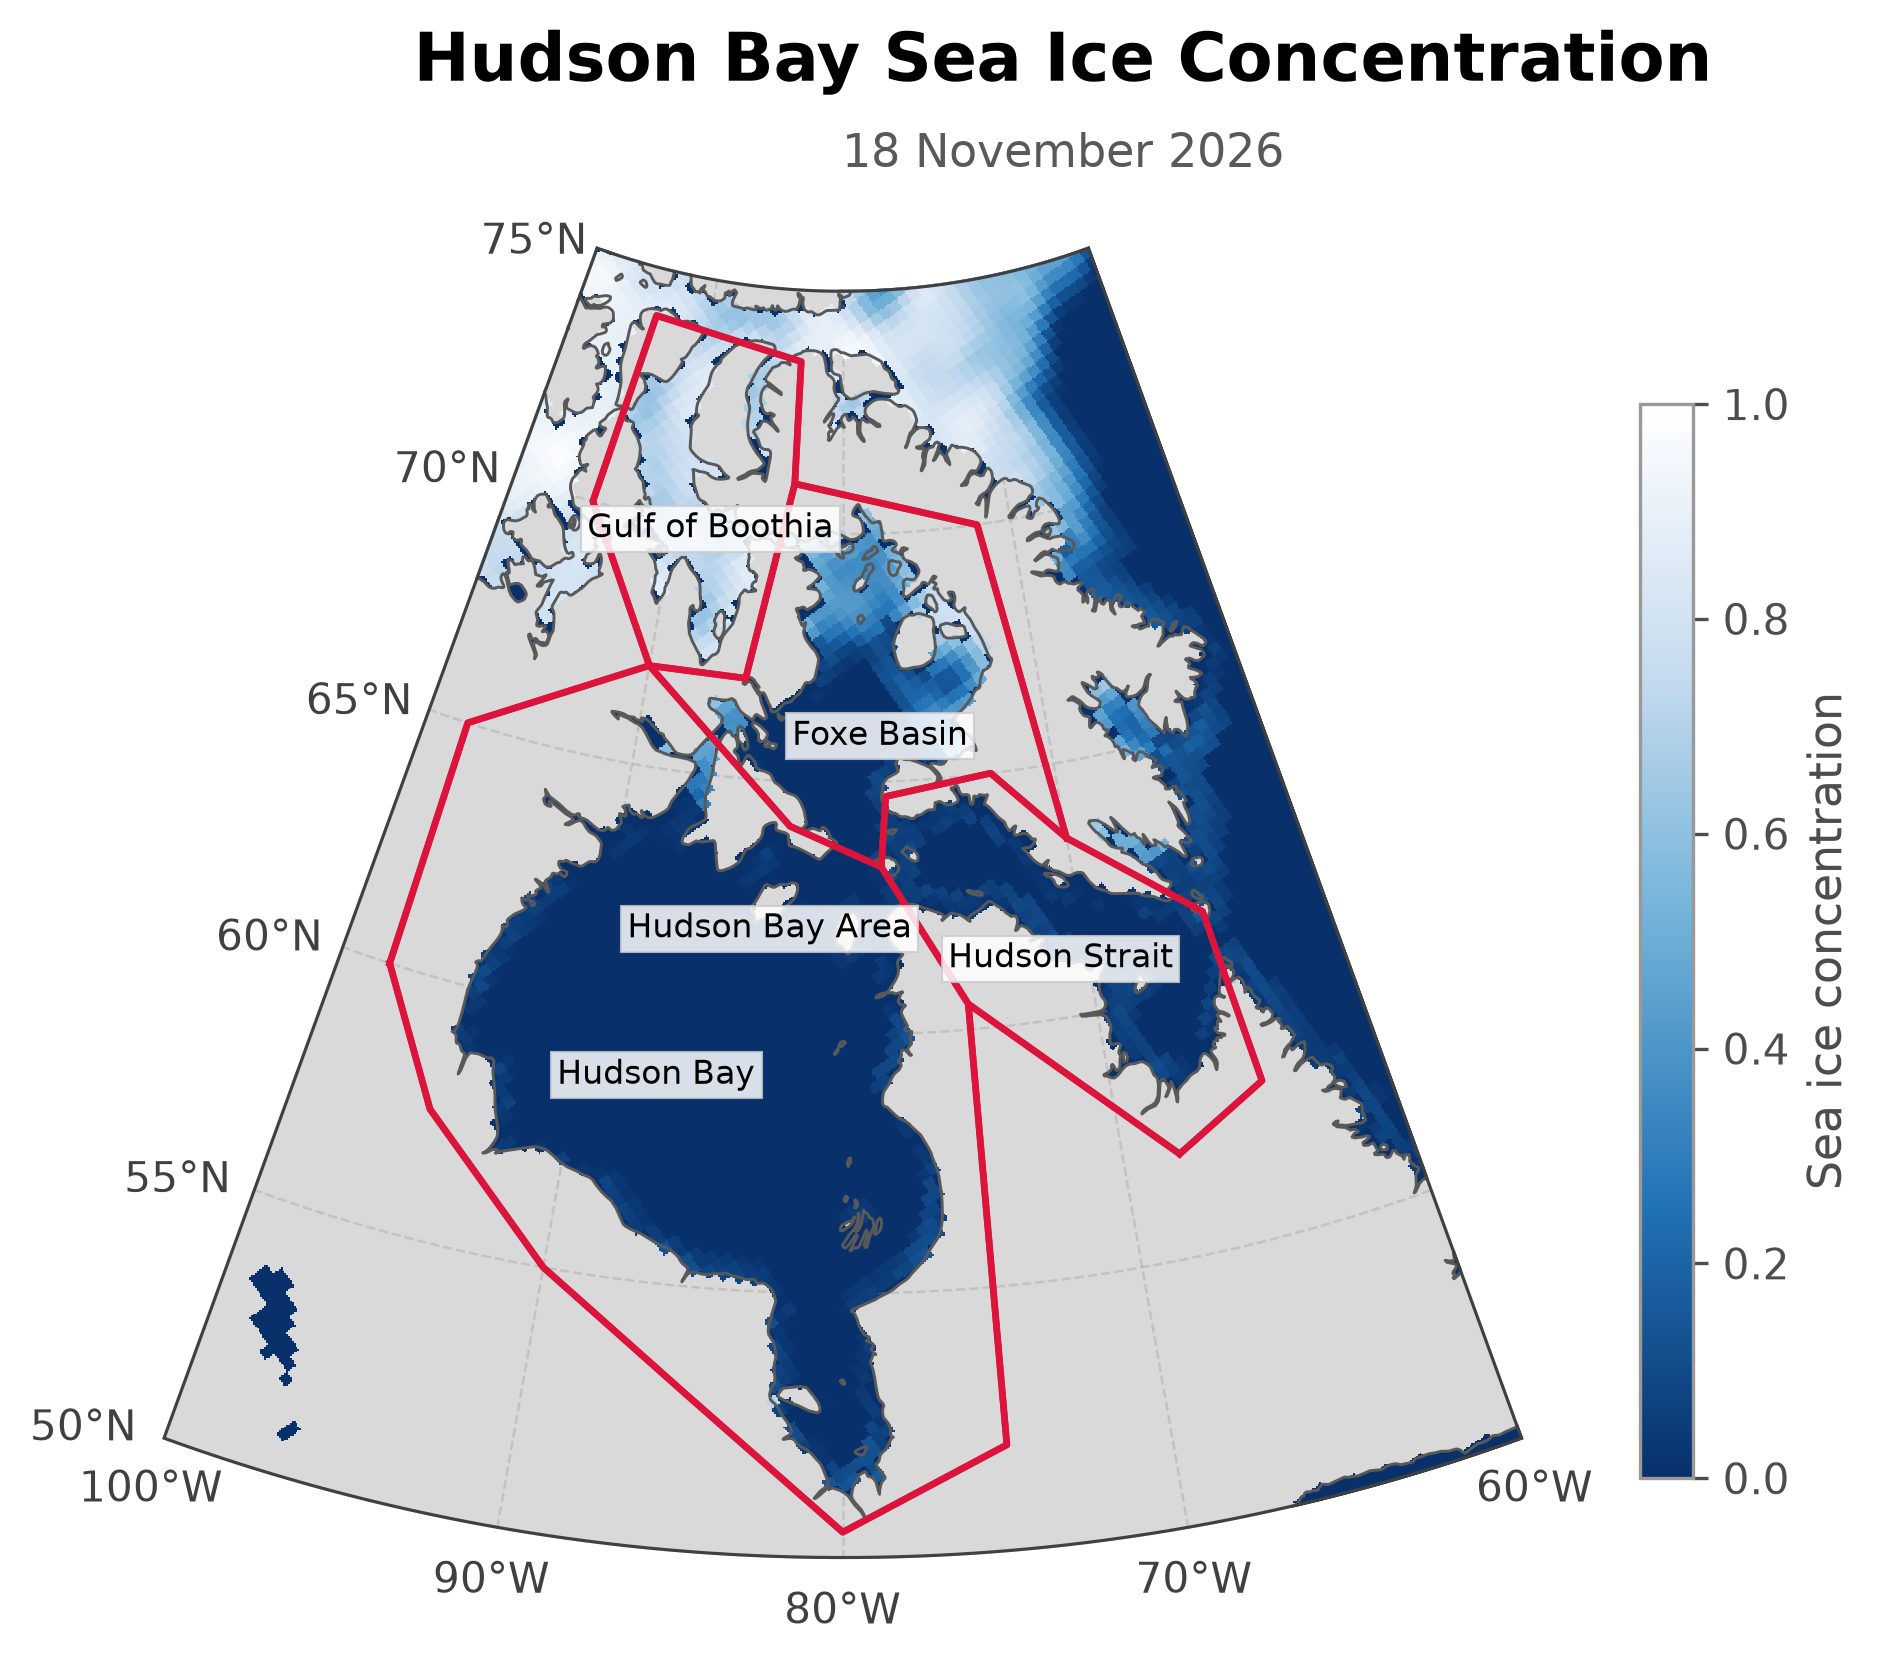 Hudson Bay Sea Ice Concentration
18 November 2026
75°N
70°N
65°N
60°N
55°N
50°N
100°W
90°W
80°W
70°W
60°W
Gulf of Boothia
Foxe Basin
Hudson Bay Area
Hudson Strait
Hudson Bay
1.0
0.8
0.6
0.4
0.2
0.0
Sea ice concentration